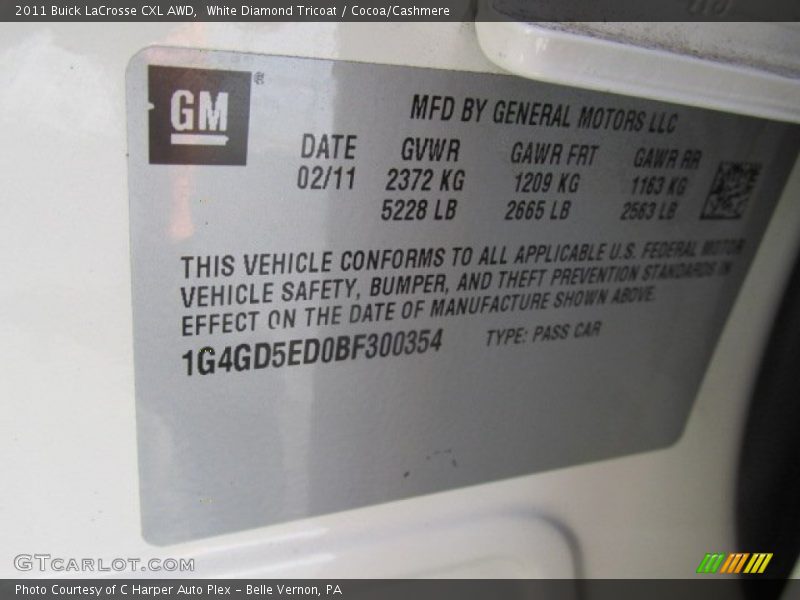 2011 Buick LaCrosse CXL AWD,  White Diamond Tricoat / Cocoa/Cashmere
GM ®
MFD BY GENERAL MOTORS LLC
DATE GVWR GAWR FRT GAWR RR
02/11 2372 KG 1209 KG 1163 KG
5228 LB 2665 LB 2563 LB
THIS VEHICLE CONFORMS TO ALL APPLICABLE U.S. FEDERAL MOTOR
VEHICLE SAFETY, BUMPER, AND THEFT PREVENTION STANDARDS IN
EFFECT ON THE DATE OF MANUFACTURE SHOWN ABOVE.
1G4GD5ED0BF300354 TYPE: PASS CAR
GTCARLOT.COM
Photo Courtesy of C Harper Auto Plex – Belle Vernon, PA